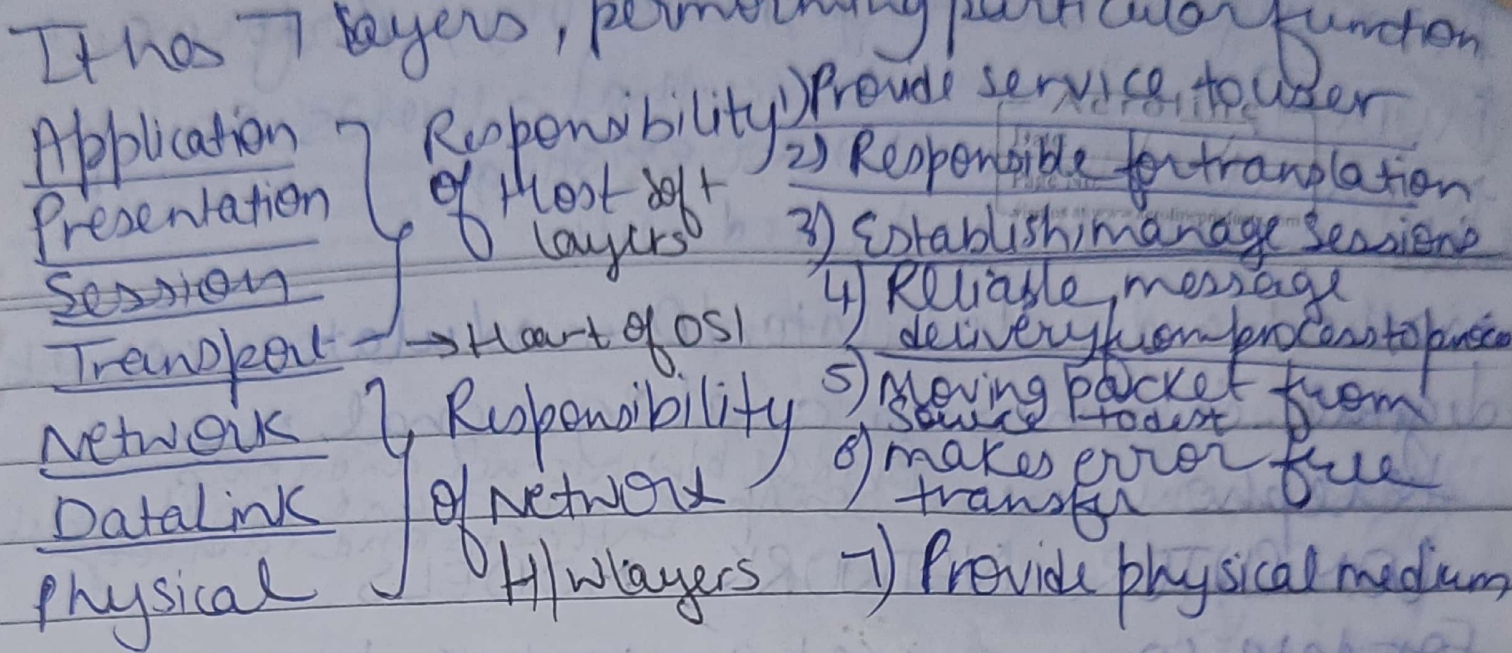 It has 7 layers, performing particular function
Application
Presentation
Session
Transport → Heart of OSI
Network
Data Link
Physical
Responsibility
of Host soft
layers
Responsibility
of Network
H/W layers
1) Provide service to user
2) Responsible for translation
3) Establish, manage sessions
4) Reliable message
delivery from process to process
5) Moving packet from
source to dest
6) makes error free
transfer
7) Provide physical medium